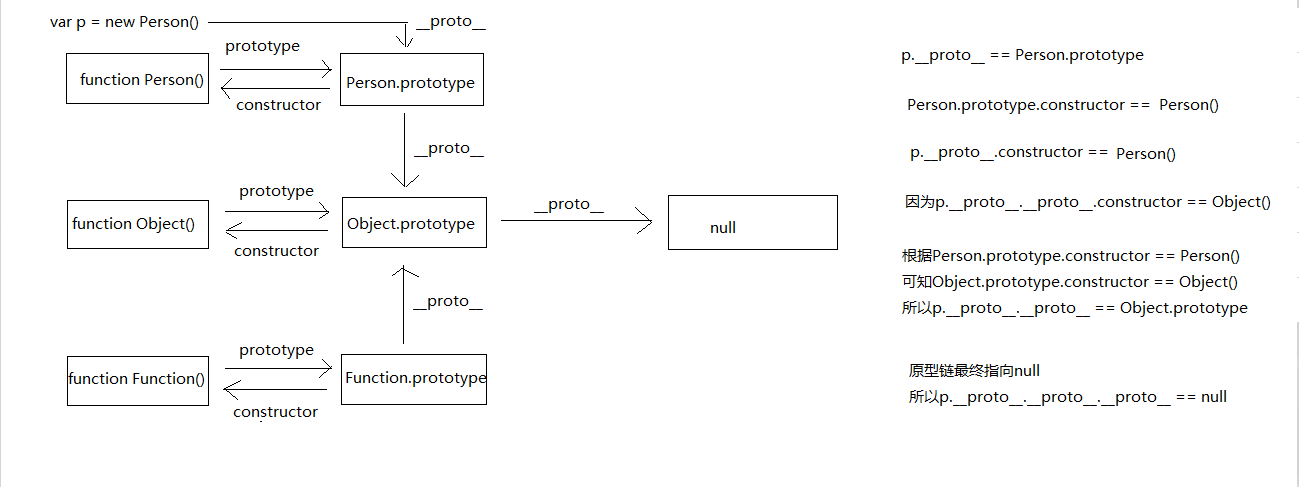 var p = new Person()
__proto__
prototype
function Person()
Person.prototype
constructor
__proto__
prototype
function Object()
Object.prototype
constructor
__proto__
null
__proto__
prototype
function Function()
Function.prototype
constructor
p.__proto__ == Person.prototype
Person.prototype.constructor == Person()
p.__proto__.constructor == Person()
因为p.__proto__.__proto__.constructor == Object()
根据Person.prototype.constructor == Person()
可知Object.prototype.constructor == Object()
所以p.__proto__.__proto__ == Object.prototype
原型链最终指向null
所以p.__proto__.__proto__.__proto__ == null